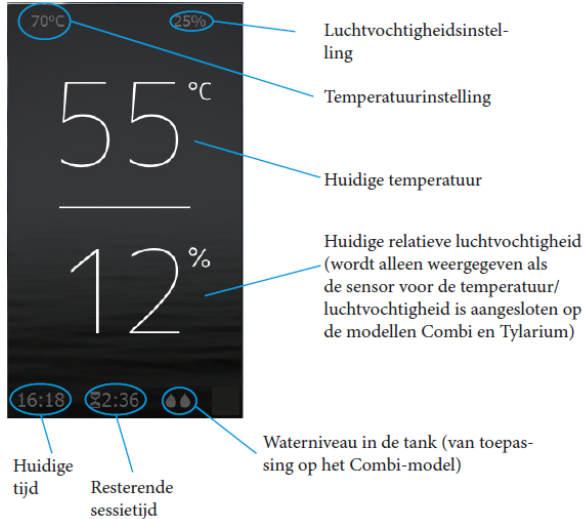 70°C
25%
Luchtvochtigheidsinstel-
ling
Temperatuurinstelling
55 °C
Huidige temperatuur
12 %
Huidige relatieve luchtvochtigheid
(wordt alleen weergegeven als
de sensor voor de temperatuur/
luchtvochtigheid is aangesloten op
de modellen Combi en Tylarium)
16:18
2:36
Waterniveau in de tank (van toepas-
sing op het Combi-model)
Huidige
tijd
Resterende
sessietijd